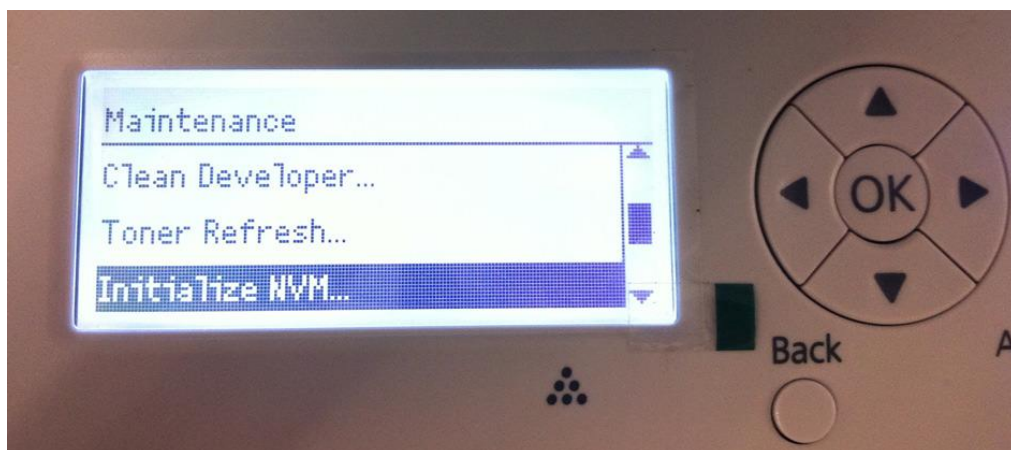 Maintenance
Clean Developer...
Toner Refresh...
Initialize NVM...
OK
Back
A